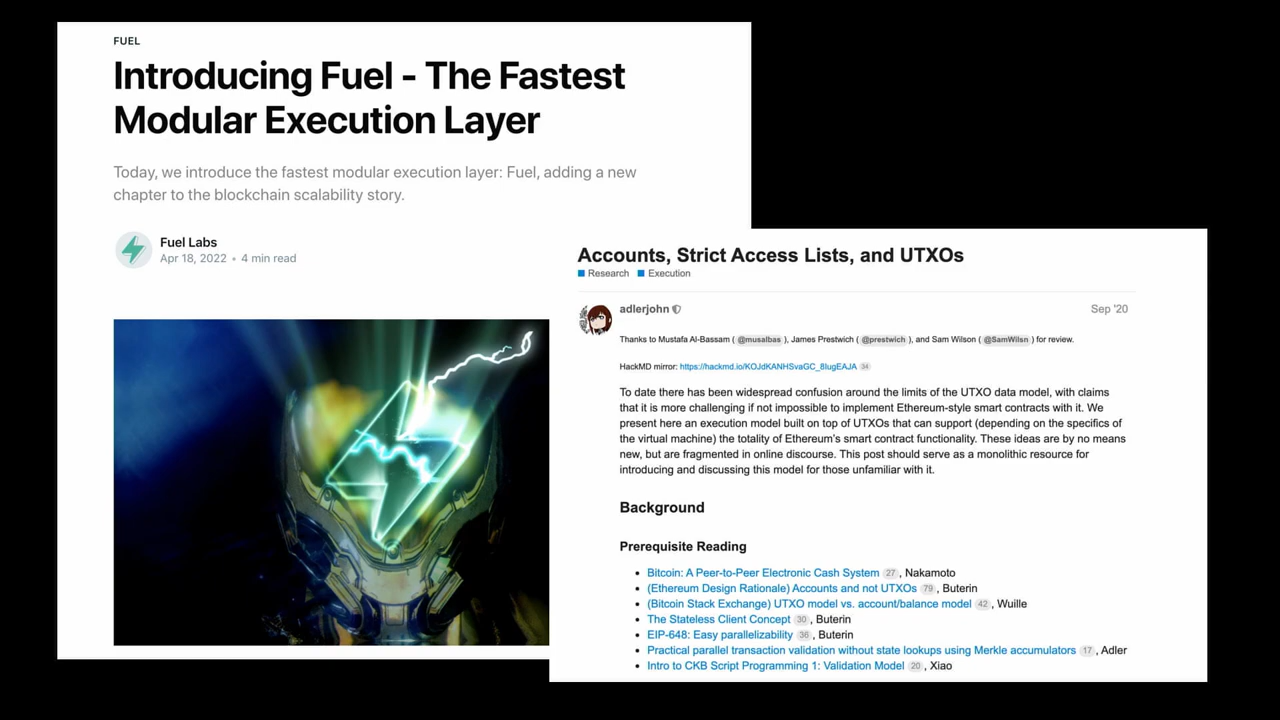 FUEL
Introducing Fuel - The Fastest
Modular Execution Layer
Today, we introduce the fastest modular execution layer: Fuel, adding a new
chapter to the blockchain scalability story.
Fuel Labs
Apr 18, 2022 • 4 min read
Accounts, Strict Access Lists, and UTXOs
Research Execution
adlerjohn Sep '20
Thanks to Mustafa Al-Bassam ( @musalbas ), James Prestwich ( @prestwich ), and Sam Wilson ( @SamWilsn ) for review.
HackMD mirror: https://hackmd.io/KOJdKANHSvaGC_8IugEAJA 34
To date there has been widespread confusion around the limits of the UTXO data model, with claims
that it is more challenging if not impossible to implement Ethereum-style smart contracts with it. We
present here an execution model built on top of UTXOs that can support (depending on the specifics of
the virtual machine) the totality of Ethereum's smart contract functionality. These ideas are by no means
new, but are fragmented in online discourse. This post should serve as a monolithic resource for
introducing and discussing this model for those unfamiliar with it.
Background
Prerequisite Reading
• Bitcoin: A Peer-to-Peer Electronic Cash System 27 , Nakamoto
• (Ethereum Design Rationale) Accounts and not UTXOs 79 , Buterin
• (Bitcoin Stack Exchange) UTXO model vs. account/balance model 42 , Wuille
• The Stateless Client Concept 30 , Buterin
• EIP-648: Easy parallelizability 36 , Buterin
• Practical parallel transaction validation without state lookups using Merkle accumulators 17 , Adler
• Intro to CKB Script Programming 1: Validation Model 20 , Xiao